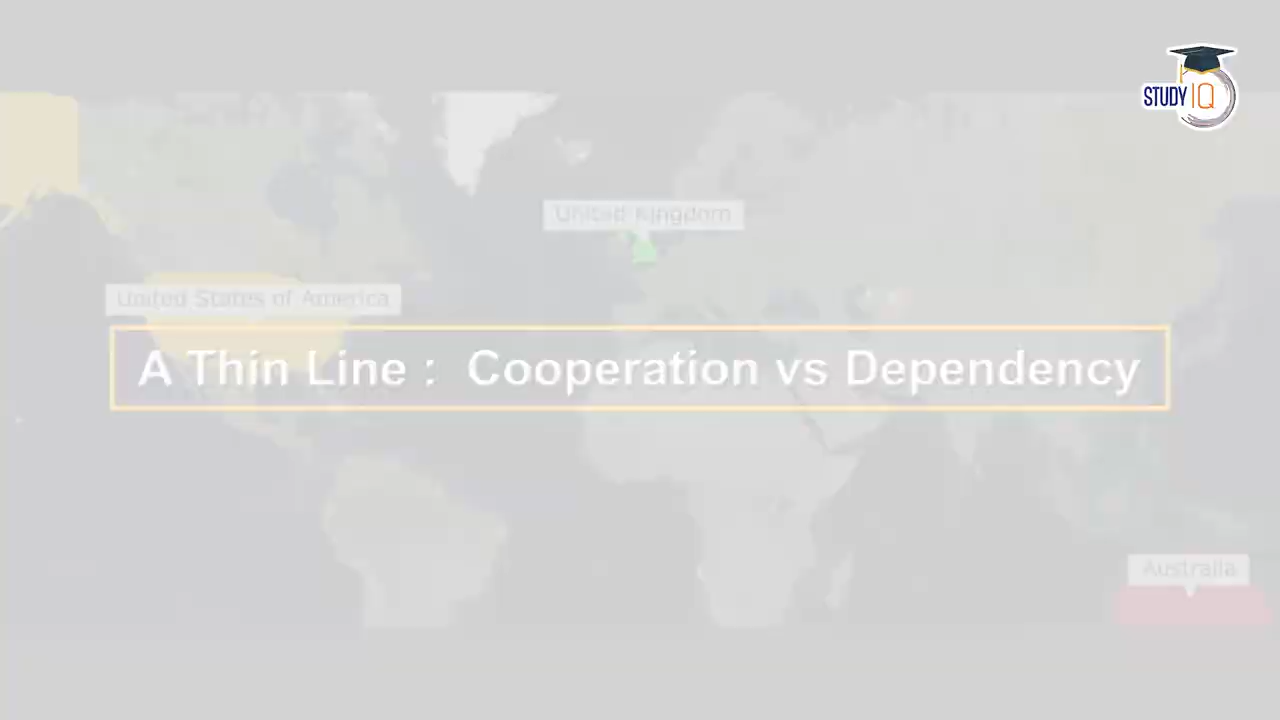 STUDY IQ
United Kingdom
United States of America
A Thin Line : Cooperation vs Dependency
Australia